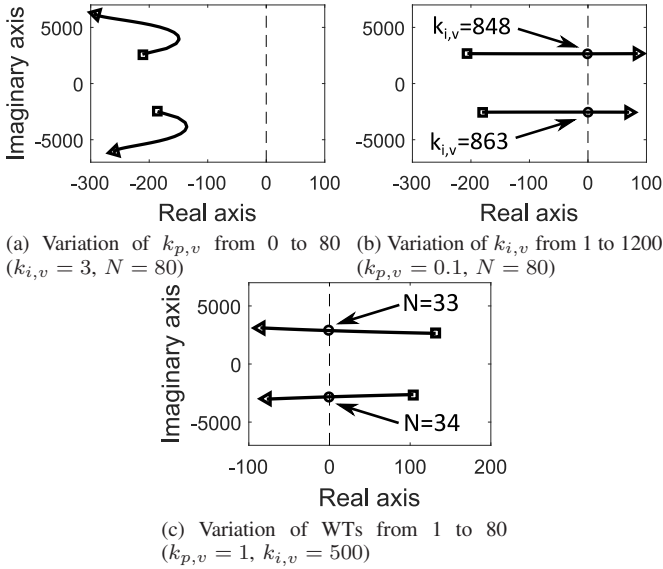 5000
0
-5000
Imaginary axis
-300 -200 -100 0 100
Real axis
(a) Variation of k_{p,v} from 0 to 80
(k_{i,v} = 3, N = 80)
k_{i,v}=848
5000
0
-5000
k_{i,v}=863
-300 -200 -100 0 100
Real axis
(b) Variation of k_{i,v} from 1 to 1200
(k_{p,v} = 0.1, N = 80)
N=33
5000
0
-5000
Imaginary axis
N=34
-100 0 100 200
Real axis
(c) Variation of WTs from 1 to 80
(k_{p,v} = 1, k_{i,v} = 500)